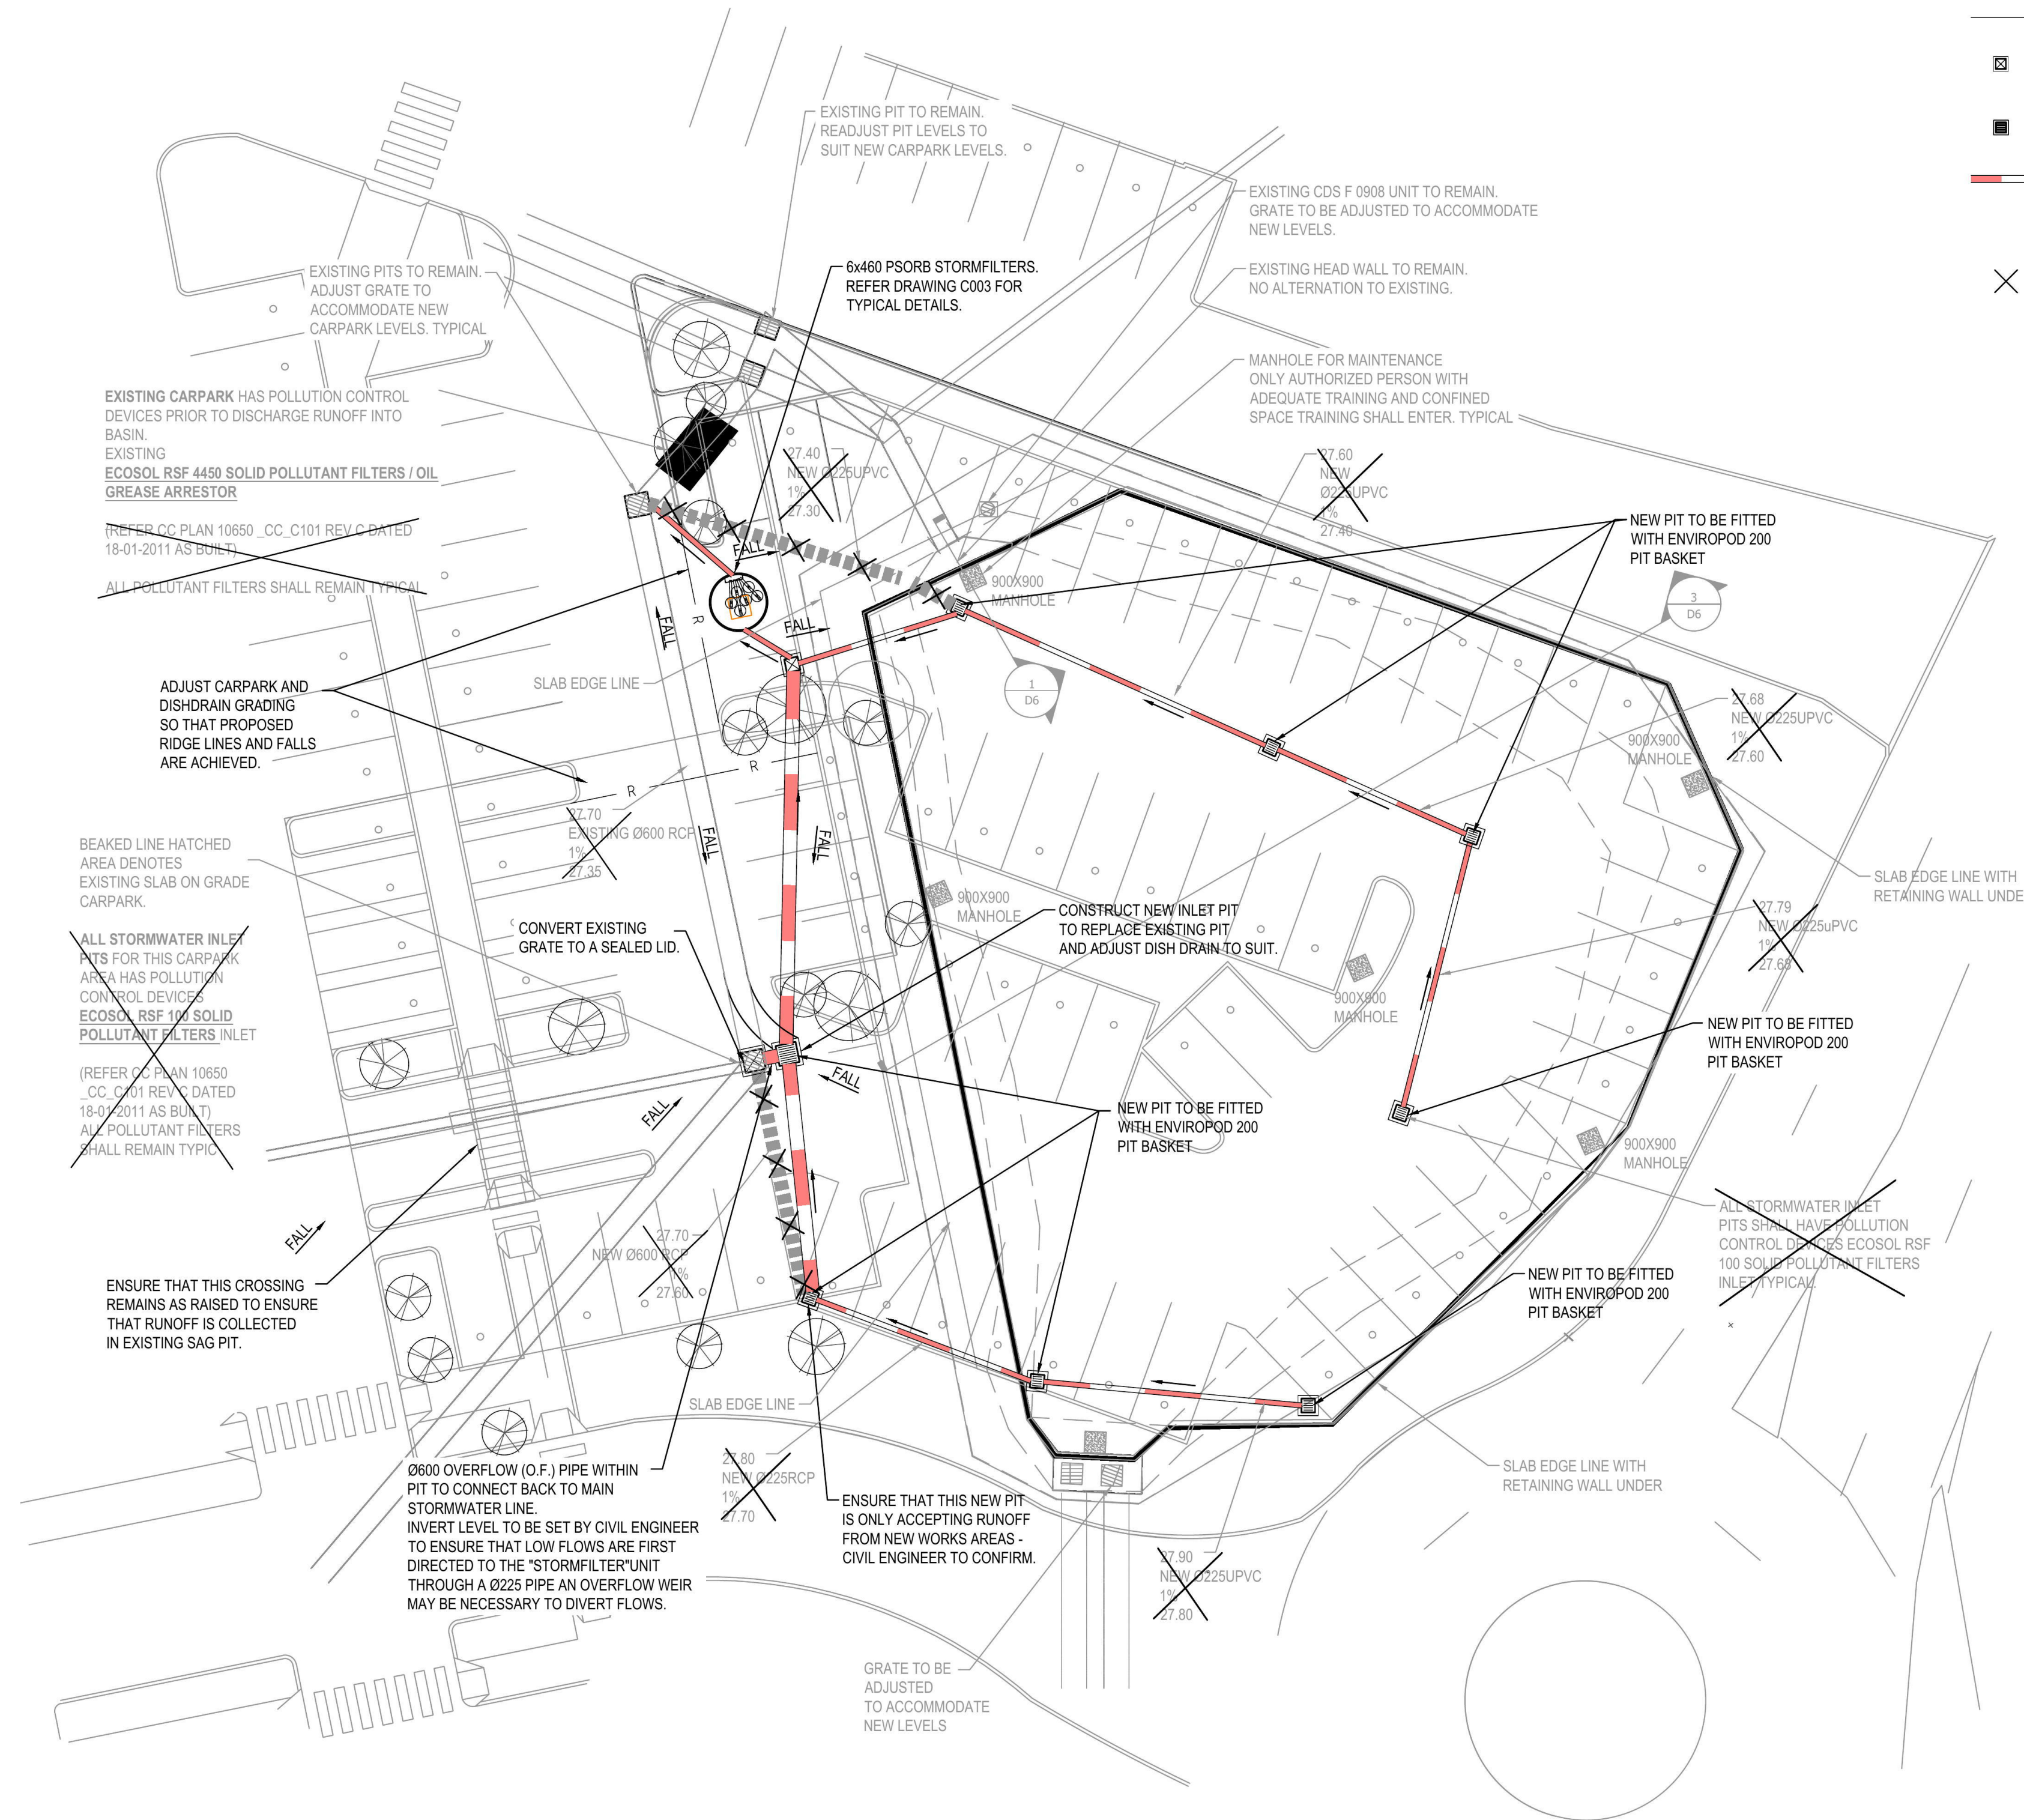 EXISTING PIT TO REMAIN.
READJUST PIT LEVELS TO
SUIT NEW CARPARK LEVELS.
EXISTING CDS F 0908 UNIT TO REMAIN.
GRATE TO BE ADJUSTED TO ACCOMMODATE
NEW LEVELS.
EXISTING HEAD WALL TO REMAIN.
NO ALTERNATION TO EXISTING.
EXISTING PITS TO REMAIN.
ADJUST GRATE TO
ACCOMMODATE NEW
CARPARK LEVELS. TYPICAL
6x460 PSORB STORMFILTERS.
REFER DRAWING C003 FOR
TYPICAL DETAILS.
MANHOLE FOR MAINTENANCE
ONLY AUTHORIZED PERSON WITH
ADEQUATE TRAINING AND CONFINED
SPACE TRAINING SHALL ENTER. TYPICAL
EXISTING CARPARK HAS POLLUTION CONTROL
DEVICES PRIOR TO DISCHARGE RUNOFF INTO
BASIN.
EXISTING
ECOSOL RSF 4450 SOLID POLLUTANT FILTERS / OIL
GREASE ARRESTOR
(REFER CC PLAN 10650 _CC_C101 REV C DATED
18-01-2011 AS BUILT)
ALL POLLUTANT FILTERS SHALL REMAIN TYPICAL
27.40
NEW Ø225UPVC
1%
27.30
27.60
NEW
Ø225UPVC
1%
27.40
NEW PIT TO BE FITTED
WITH ENVIROPOD 200
PIT BASKET
3
D6
FALL
900X900
MANHOLE
FALL
R
FALL
SLAB EDGE LINE
1
D6
ADJUST CARPARK AND
DISHDRAIN GRADING
SO THAT PROPOSED
RIDGE LINES AND FALLS
ARE ACHIEVED.
27.68
NEW Ø225UPVC
1%
27.60
900X900
MANHOLE
R
R
27.70
EXISTING Ø600 RCP
1%
27.35
FALL
FALL
BEAKED LINE HATCHED
AREA DENOTES
EXISTING SLAB ON GRADE
CARPARK.
SLAB EDGE LINE WITH
RETAINING WALL UNDE
900X900
MANHOLE
CONSTRUCT NEW INLET PIT
TO REPLACE EXISTING PIT
AND ADJUST DISH DRAIN TO SUIT.
CONVERT EXISTING
GRATE TO A SEALED LID.
27.79
NEW Ø225uPVC
1%
27.68
ALL STORMWATER INLET
PITS FOR THIS CARPARK
AREA HAS POLLUTION
CONTROL DEVICES
ECOSOL RSF 100 SOLID
POLLUTANT FILTERS INLET
(REFER CC PLAN 10650
_CC_C101 REV C DATED
18-01-2011 AS BUILT)
ALL POLLUTANT FILTERS
SHALL REMAIN TYPIC
900X900
MANHOLE
NEW PIT TO BE FITTED
WITH ENVIROPOD 200
PIT BASKET
FALL
FALL
NEW PIT TO BE FITTED
WITH ENVIROPOD 200
PIT BASKET
900X900
MANHOLE
FALL
ALL STORMWATER INLET
PITS SHALL HAVE POLLUTION
CONTROL DEVICES ECOSOL RSF
100 SOLID POLLUTANT FILTERS
INLET TYPICAL.
27.70
NEW Ø600 RCP
1%
27.60
ENSURE THAT THIS CROSSING
REMAINS AS RAISED TO ENSURE
THAT RUNOFF IS COLLECTED
IN EXISTING SAG PIT.
NEW PIT TO BE FITTED
WITH ENVIROPOD 200
PIT BASKET
SLAB EDGE LINE
Ø600 OVERFLOW (O.F.) PIPE WITHIN
PIT TO CONNECT BACK TO MAIN
STORMWATER LINE.
INVERT LEVEL TO BE SET BY CIVIL ENGINEER
TO ENSURE THAT LOW FLOWS ARE FIRST
DIRECTED TO THE "STORMFILTER"UNIT
THROUGH A Ø225 PIPE AN OVERFLOW WEIR
MAY BE NECESSARY TO DIVERT FLOWS.
27.80
NEW Ø225RCP
1%
27.70
ENSURE THAT THIS NEW PIT
IS ONLY ACCEPTING RUNOFF
FROM NEW WORKS AREAS -
CIVIL ENGINEER TO CONFIRM.
SLAB EDGE LINE WITH
RETAINING WALL UNDER
27.90
NEW Ø225UPVC
1%
27.80
GRATE TO BE
ADJUSTED
TO ACCOMMODATE
NEW LEVELS